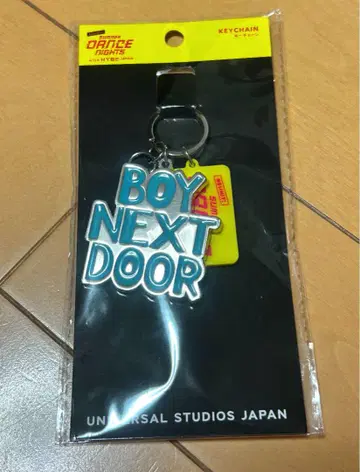 SUMMER
DANCE
NIGHTS
KEYCHAIN
キーチェーン
BOY
NEXT
DOOR
UNIVERSAL STUDIOS JAPAN